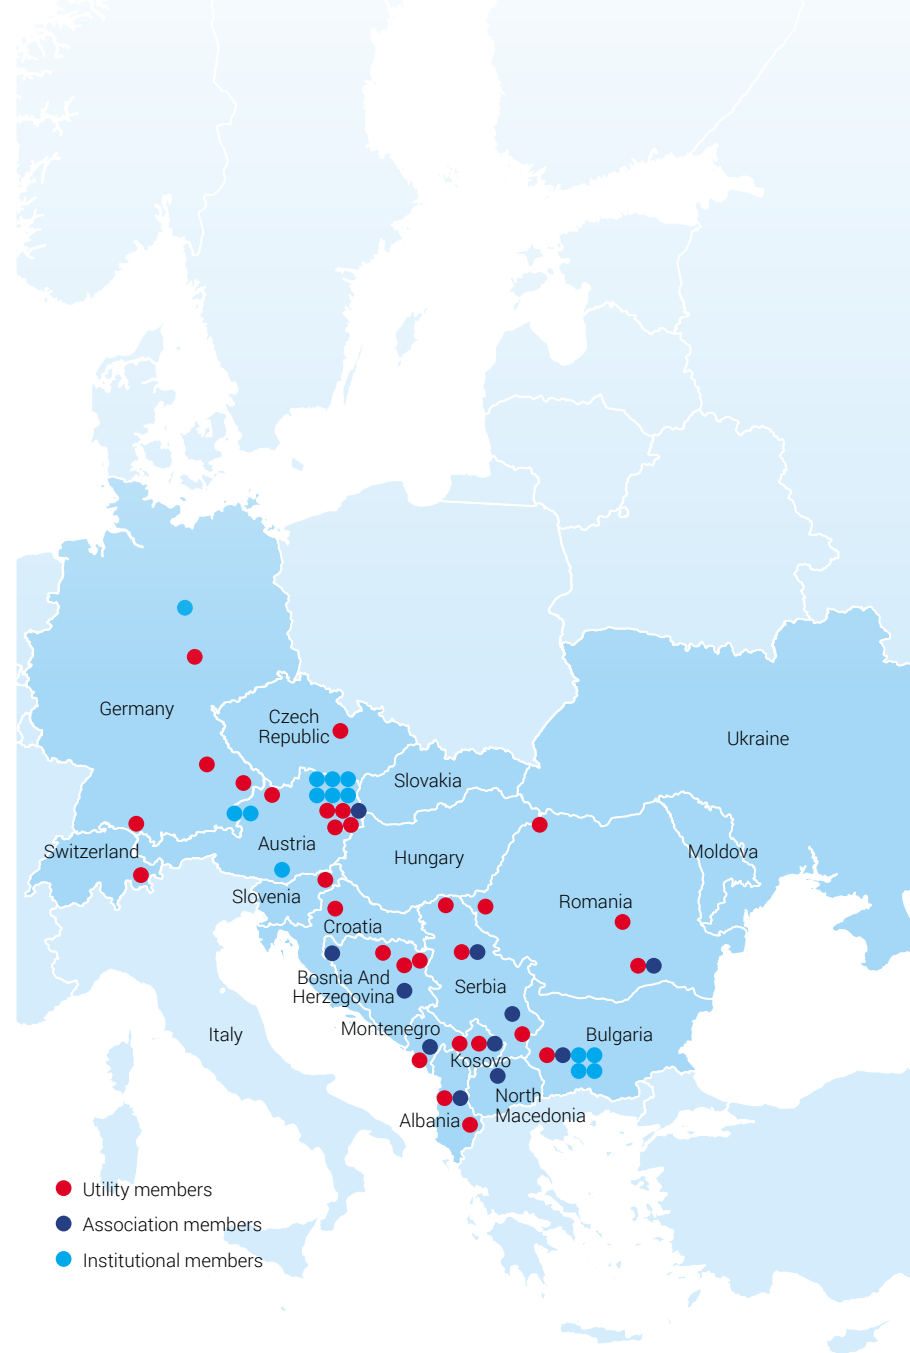 Germany
Czech
Republic
Ukraine
Slovakia
Switzerland
Austria
Hungary
Moldova
Slovenia
Romania
Croatia
Bosnia And
Herzegovina
Serbia
Montenegro
Italy
Bulgaria
Kosovo
North
Macedonia
Albania
Utility members
Association members
Institutional members